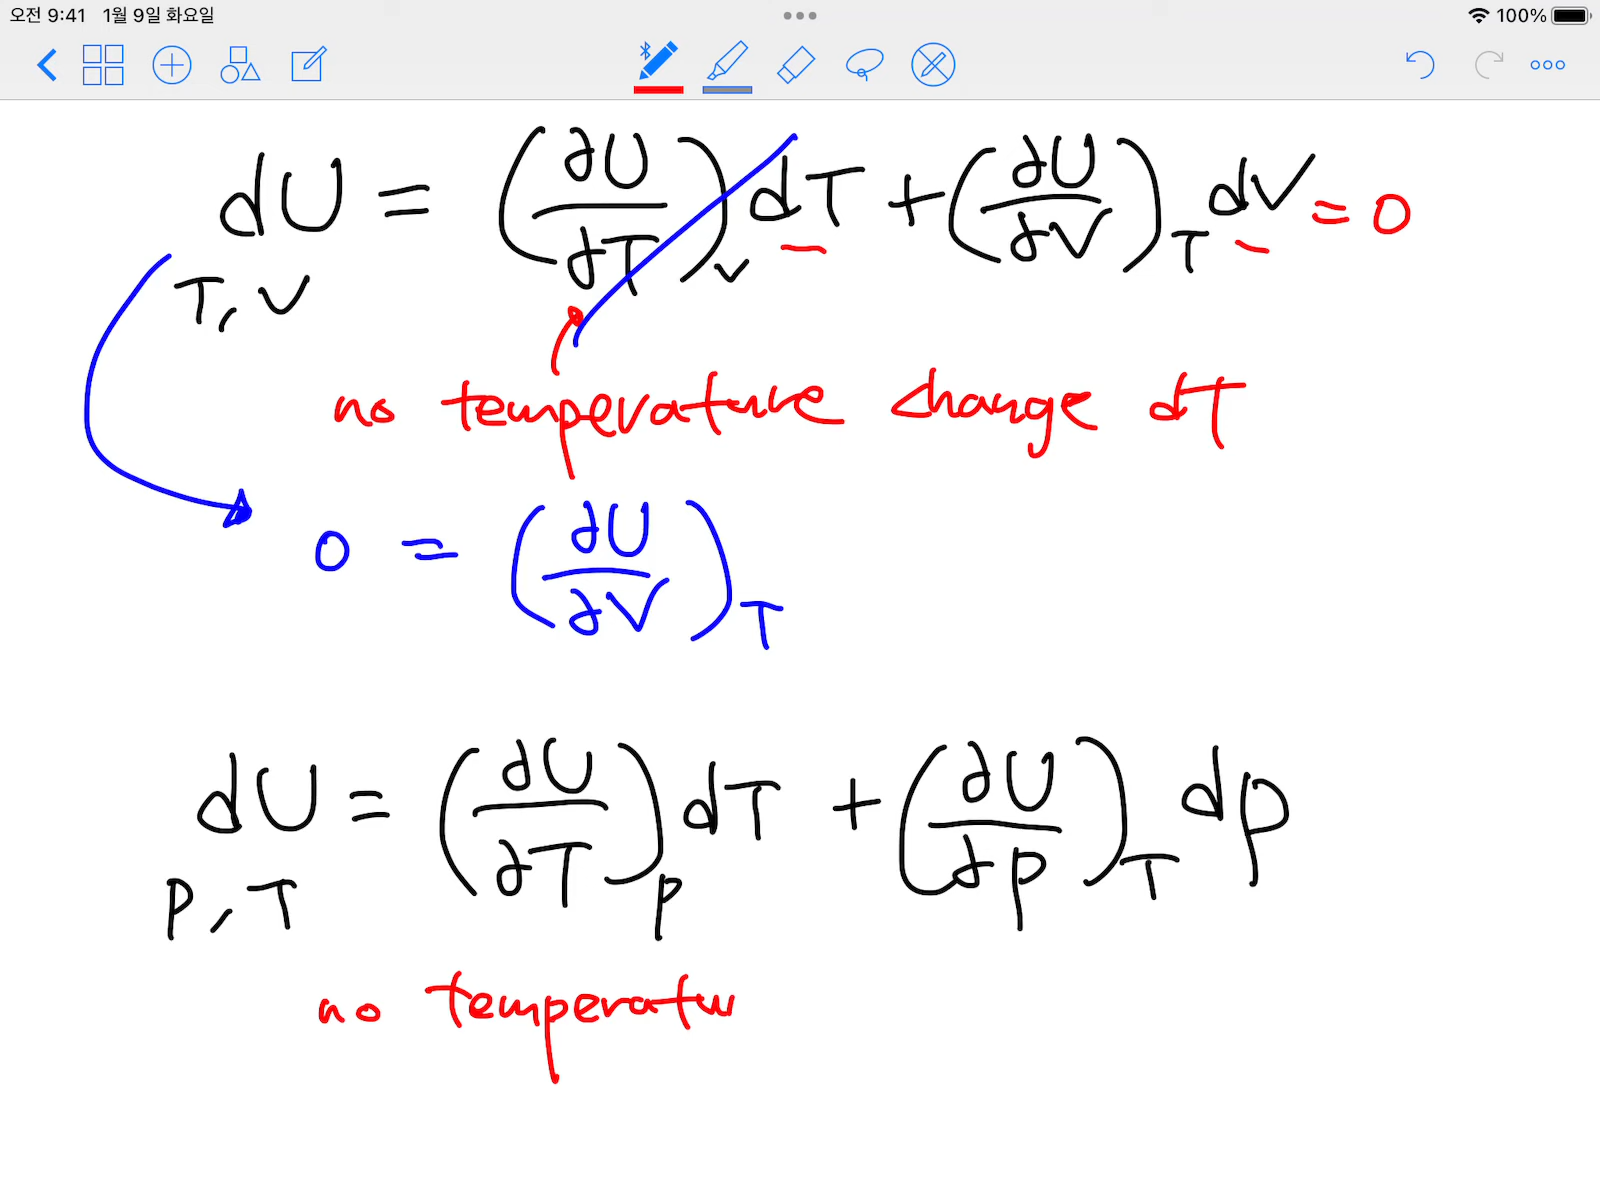 오전 9:41 1월 9일 화요일 100%
dU = (∂U/∂T)_V dT + (∂U/∂V)_T dV = 0
T, V
no temperature change dT
0 = (∂U/∂V)_T
dU = (∂U/∂T)_P dT + (∂U/∂P)_T dP
P, T
no temperatu